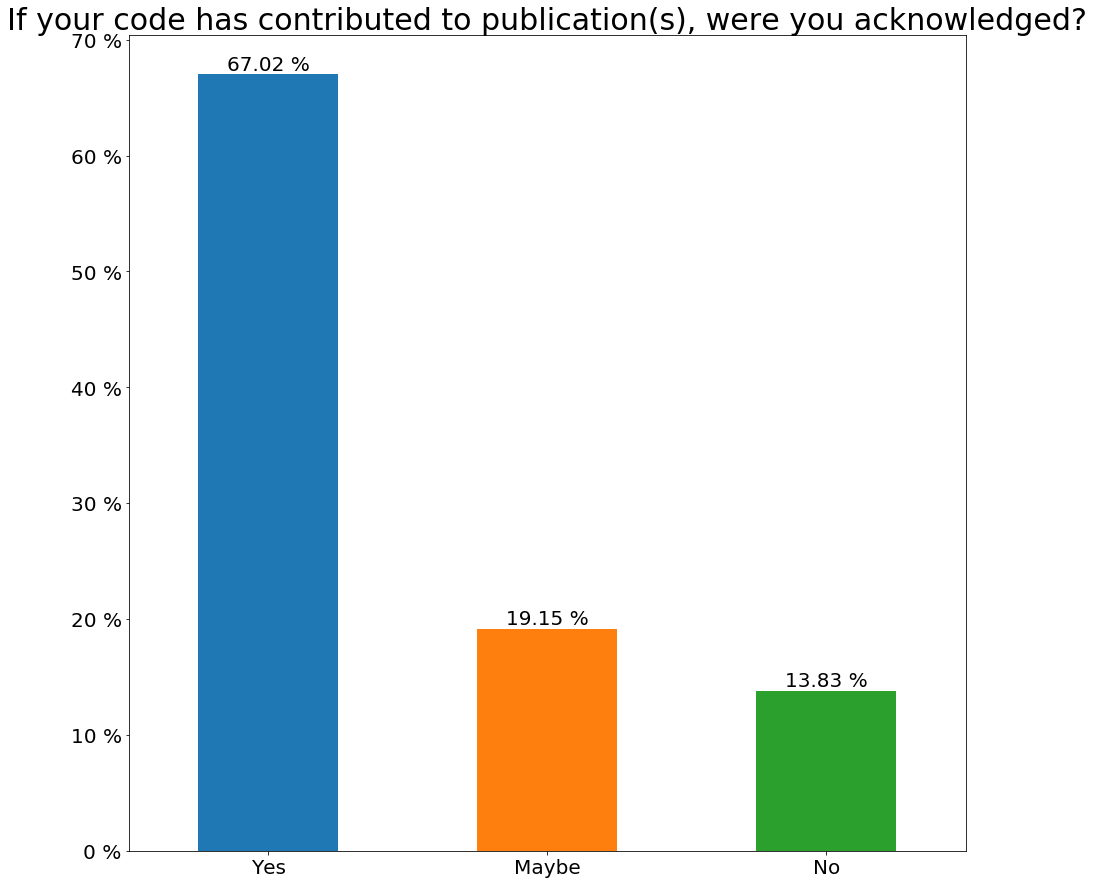 If your code has contributed to publication(s), were you acknowledged?
70 %
67.02 %
60 %
50 %
40 %
30 %
20 %
19.15 %
13.83 %
10 %
0 %
Yes
Maybe
No